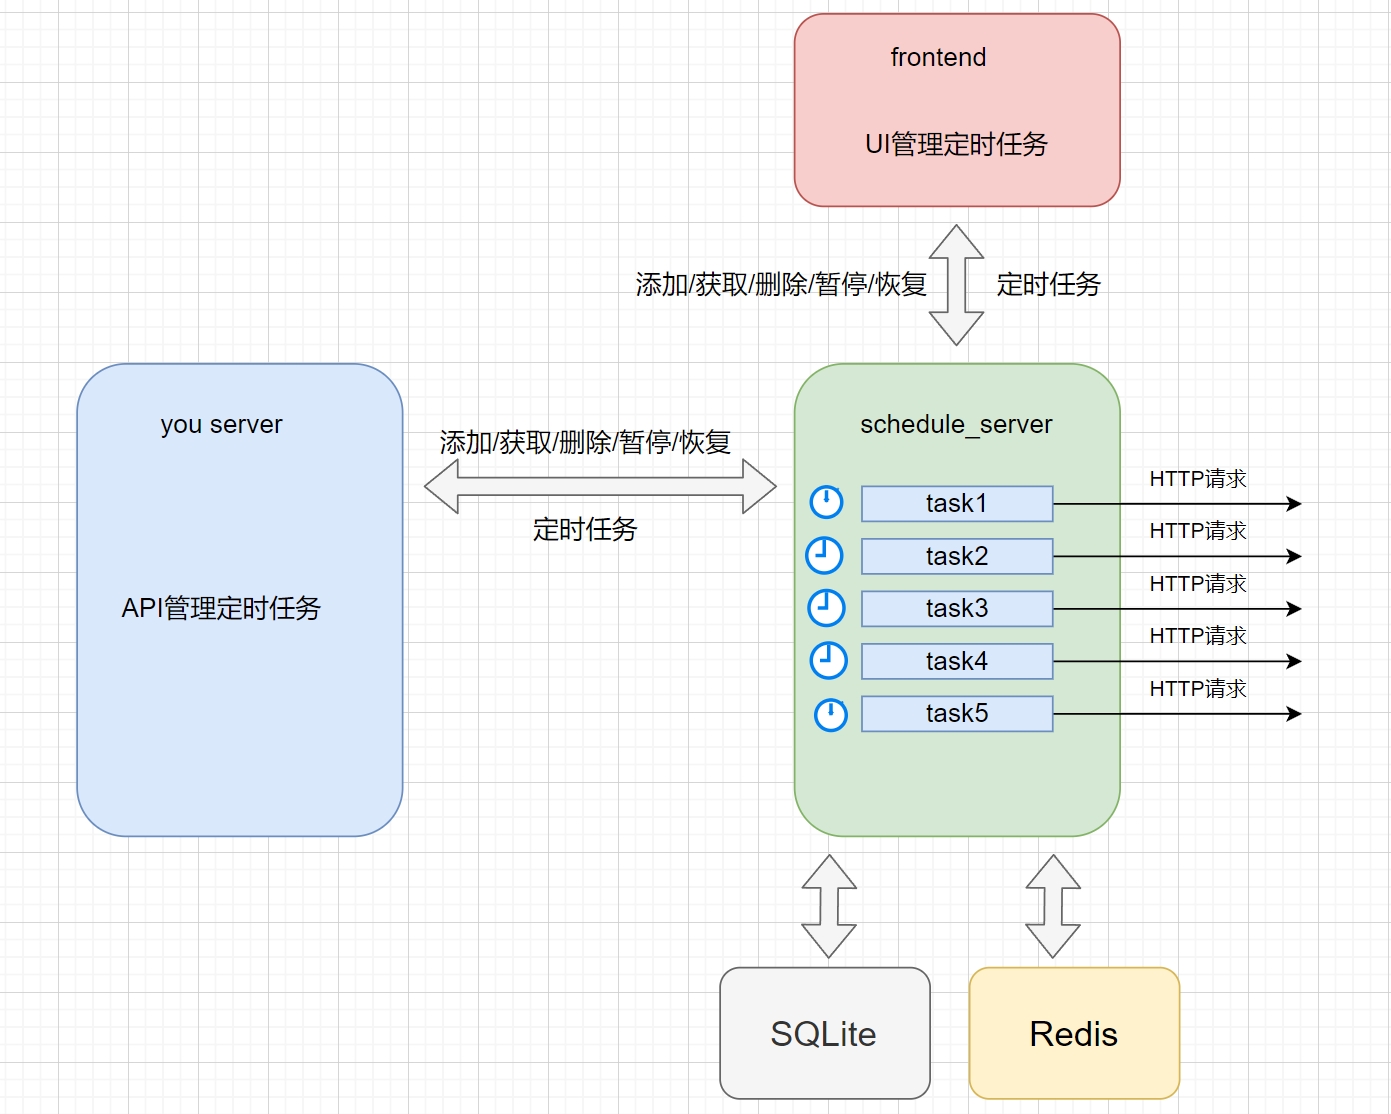 frontend
UI管理定时任务
添加/获取/删除/暂停/恢复
定时任务
you server
API管理定时任务
添加/获取/删除/暂停/恢复
定时任务
schedule_server
task1
HTTP请求
task2
HTTP请求
task3
HTTP请求
task4
HTTP请求
task5
HTTP请求
SQLite
Redis